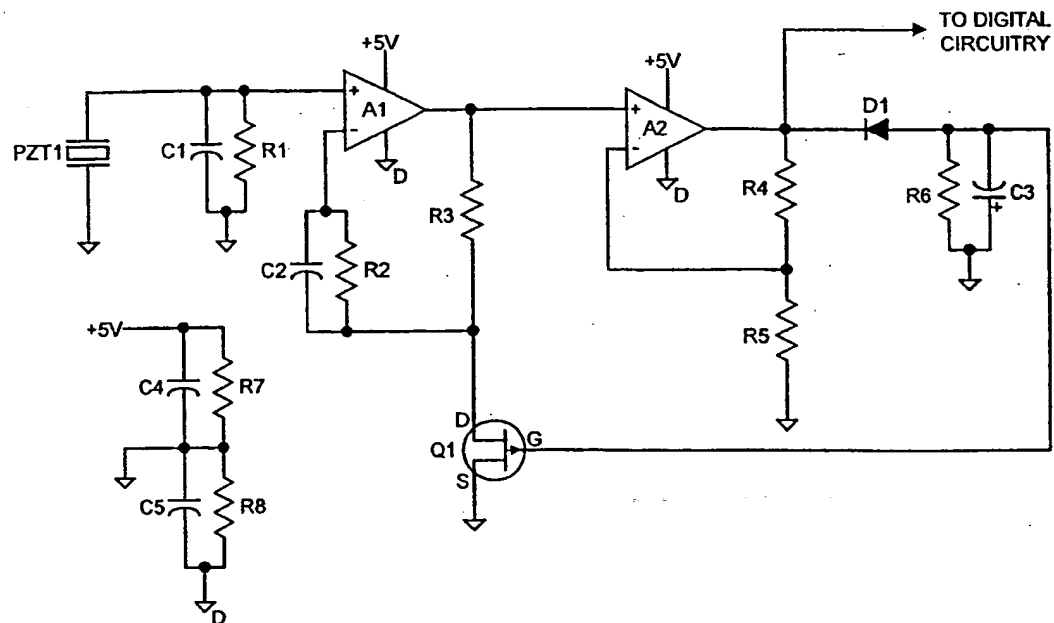 TO DIGITAL
CIRCUITRY
+5V
+5V
A1
A2
D1
PZT1
C1
R1
D
D
R3
R4
R6
C3
+
C2
R2
R5
+5V
C4
R7
D
Q1
G
S
C5
R8
D
+
-
+
-